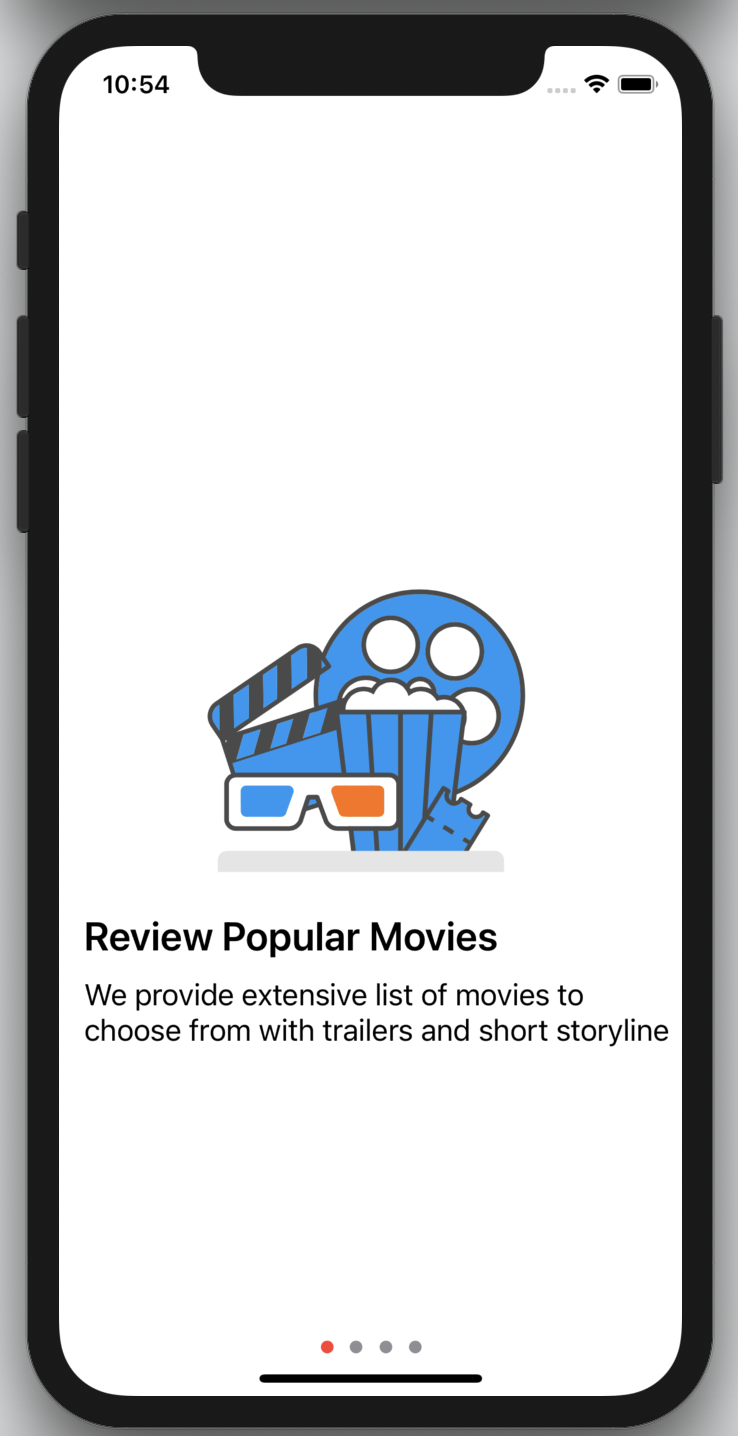 10:54
Review Popular Movies
We provide extensive list of movies to
choose from with trailers and short storyline